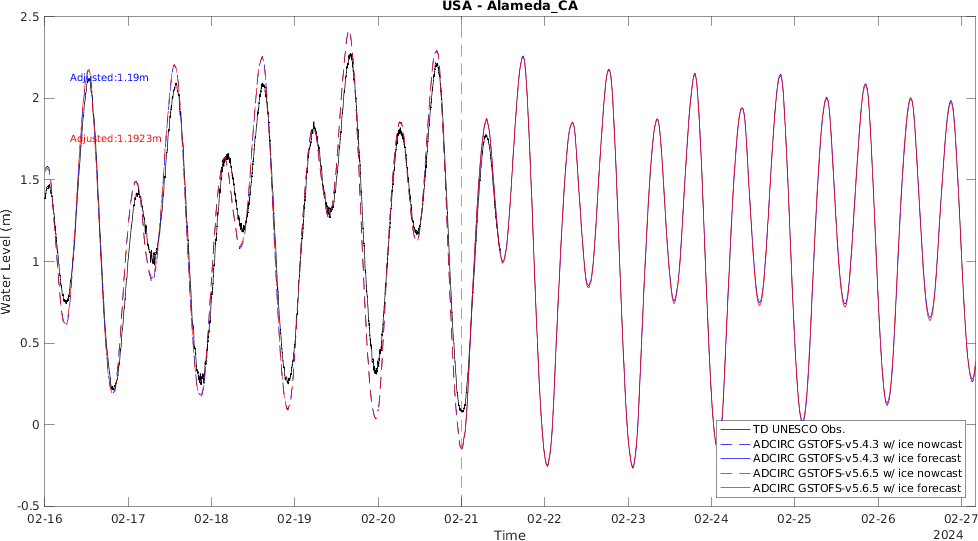 USA - Alameda_CA
2.5
2
1.5
1
0.5
0
-0.5
Water Level (m)
Adjusted:1.19m
Adjusted:1.1923m
TD UNESCO Obs.
ADCIRC GSTOFS-v5.4.3 w/ ice nowcast
ADCIRC GSTOFS-v5.4.3 w/ ice forecast
ADCIRC GSTOFS-v5.6.5 w/ ice nowcast
ADCIRC GSTOFS-v5.6.5 w/ ice forecast
02-16 02-17 02-18 02-19 02-20 02-21 02-22 02-23 02-24 02-25 02-26 02-27
Time
2024